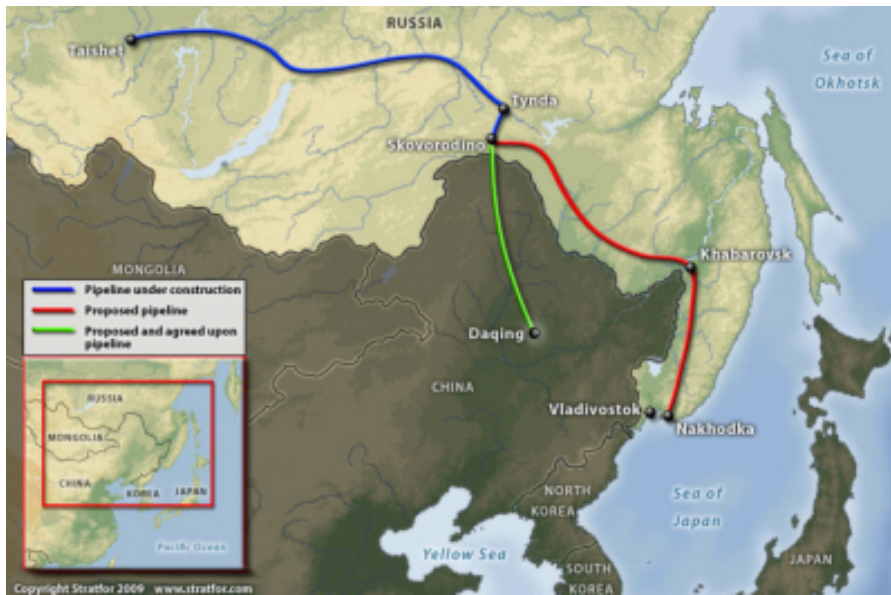 RUSSIA
Sea of
Okhotsk
Taishet
Tynda
Skovorodino
Khabarovsk
MONGOLIA
Pipeline under construction
Proposed pipeline
Proposed and agreed upon
pipeline
Daqing
CHINA
Vladivostok
Nakhodka
RUSSIA
MONGOLIA
CHINA
KOREA
JAPAN
Pacific Ocean
NORTH
KOREA
Sea of
Japan
Yellow Sea
SOUTH
KOREA
JAPAN
Copyright Stratfor 2009 www.stratfor.com